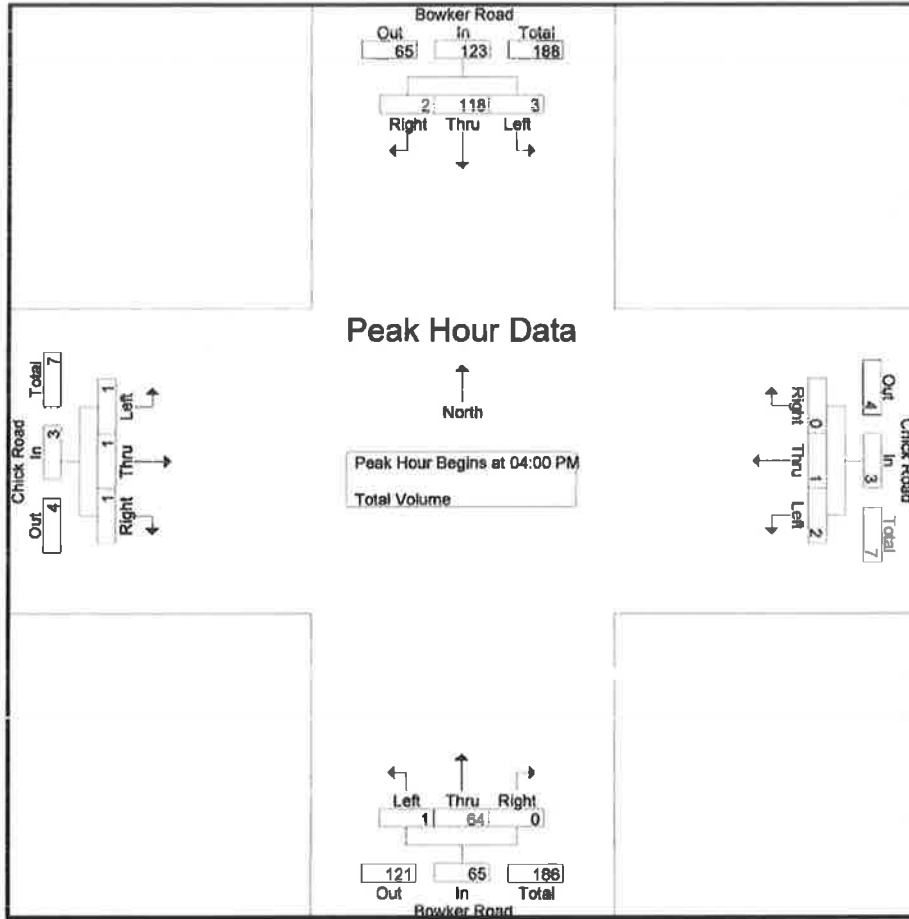 Bowker Road
Out In Total
65 123 188
2 118 3
Right Thru Left
Peak Hour Data
North
Peak Hour Begins at 04:00 PM
Total Volume
Chick Road
Out In Total
4 3 7
Right Thru Left
1 1 1
Chick Road
Out In Total
4 3 7
Right Thru Left
0 1 2
Left Thru Right
1 64 0
121 65 186
Out In Total
Bowker Road